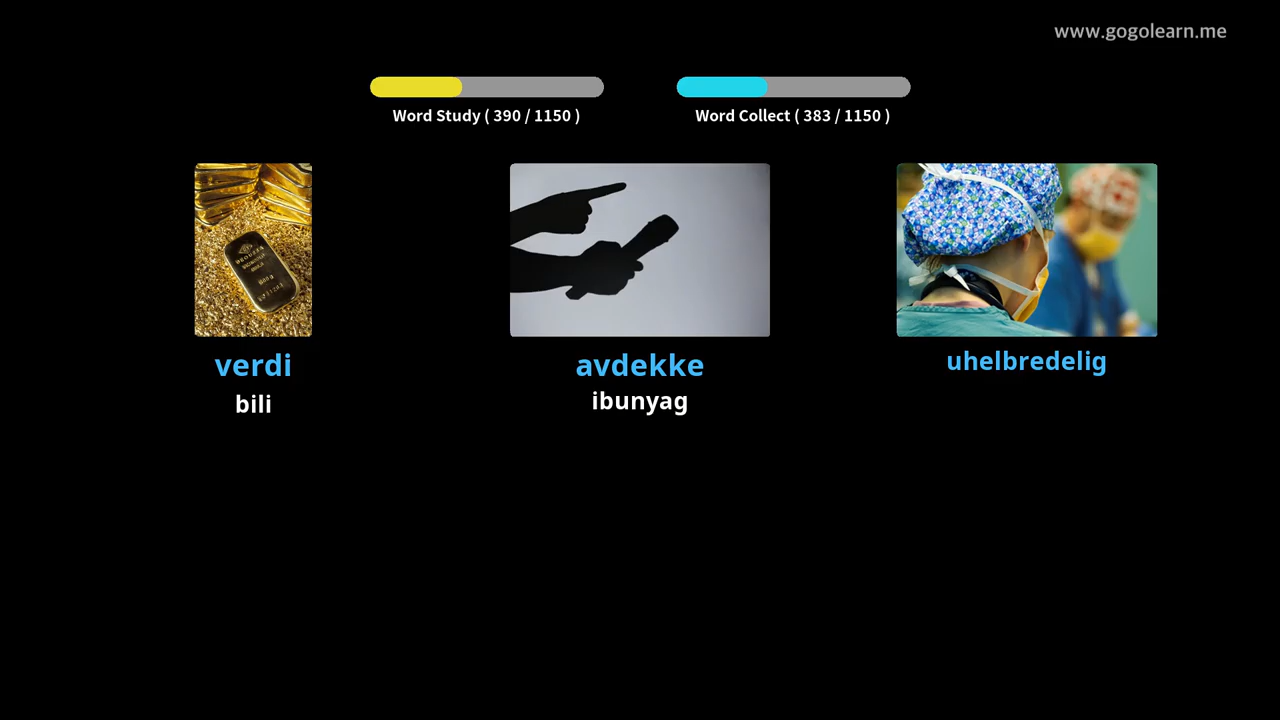 www.gogolearn.me
Word Study ( 390 / 1150 )
Word Collect ( 383 / 1150 )
verdi
avdekke
uhelbredelig
bili
ibunyag